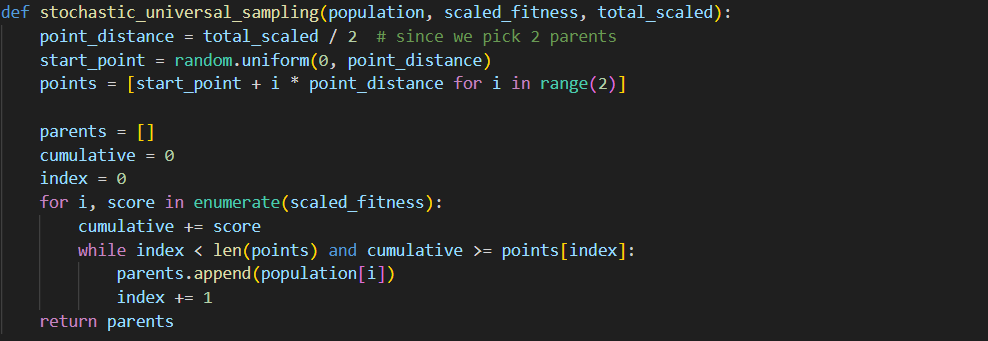 def stochastic_universal_sampling(population, scaled_fitness, total_scaled):
    point_distance = total_scaled / 2  # since we pick 2 parents
    start_point = random.uniform(0, point_distance)
    points = [start_point + i * point_distance for i in range(2)]

    parents = []
    cumulative = 0
    index = 0
    for i, score in enumerate(scaled_fitness):
        cumulative += score
        while index < len(points) and cumulative >= points[index]:
            parents.append(population[i])
            index += 1
    return parents